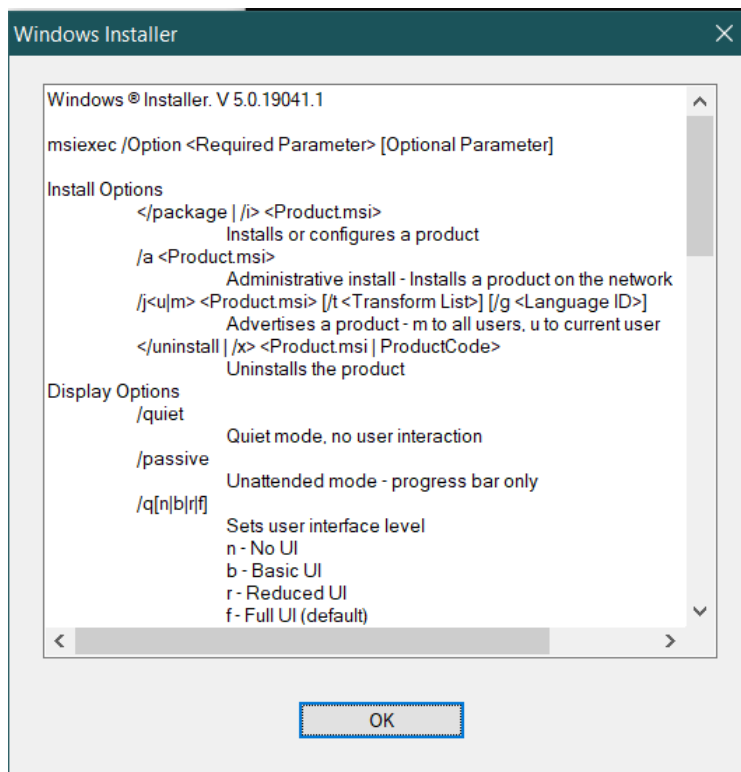 Windows Installer
Windows ® Installer. V 5.0.19041.1
msiexec /Option <Required Parameter> [Optional Parameter]
Install Options
</package | /i> <Product.msi>
Installs or configures a product
/a <Product.msi>
Administrative install - Installs a product on the network
/j<u|m> <Product.msi> [/t <Transform List>] [/g <Language ID>]
Advertises a product - m to all users, u to current user
</uninstall | /x> <Product.msi | ProductCode>
Uninstalls the product
Display Options
/quiet
Quiet mode, no user interaction
/passive
Unattended mode - progress bar only
/q[n|b|r|f]
Sets user interface level
n - No UI
b - Basic UI
r - Reduced UI
f - Full UI (default)
OK